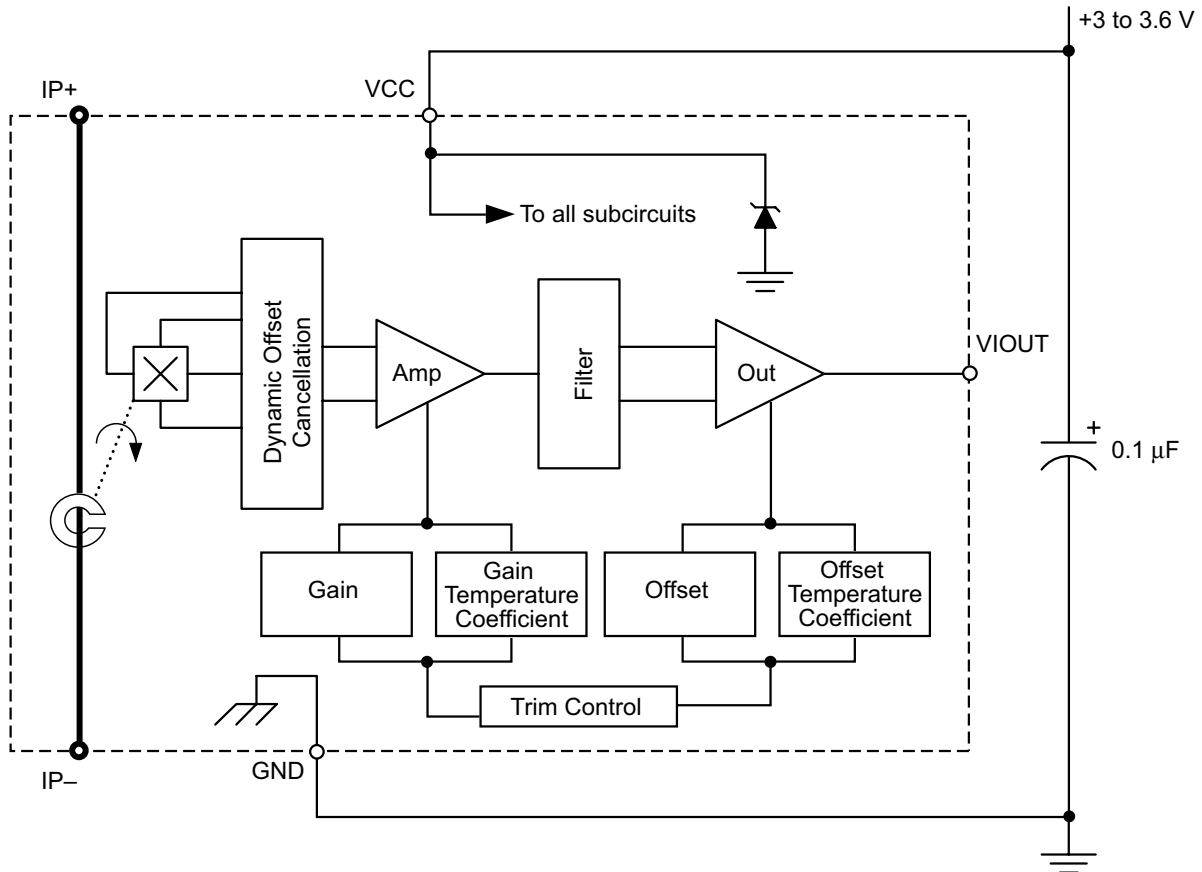 +3 to 3.6 V
IP+
VCC
To all subcircuits
Dynamic Offset
Cancellation
Amp
Filter
Out
VIOUT
+
0.1 μF
Gain
Gain
Temperature
Coefficient
Offset
Offset
Temperature
Coefficient
Trim Control
GND
IP–